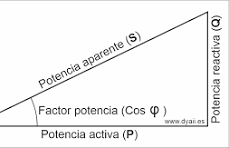 Potencia aparente (S)
Potencia reactiva (Q)
Factor potencia (Cos φ )
www.dyaii.es
Potencia activa (P)